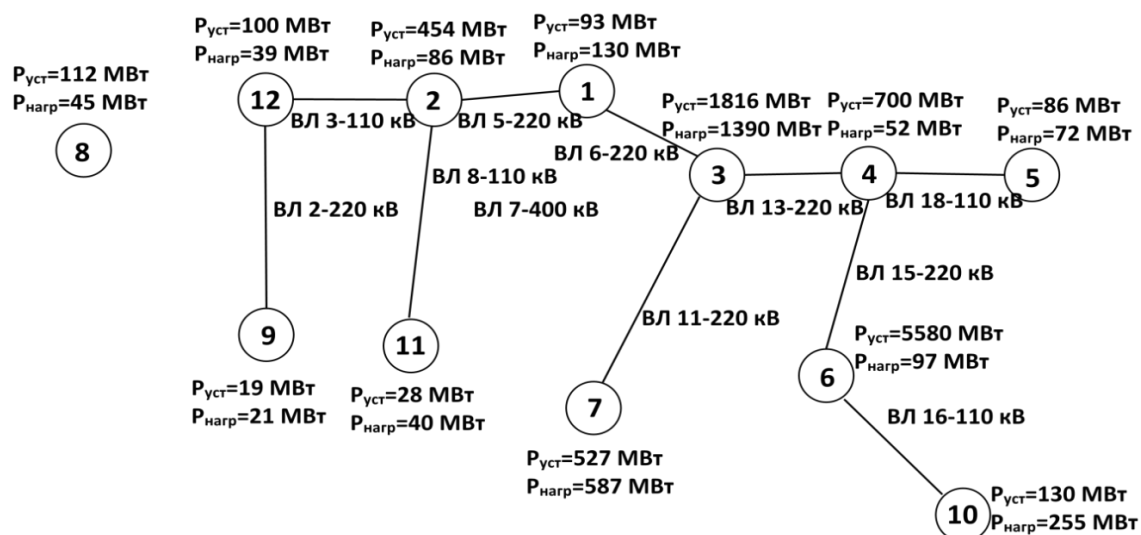 Pуст=112 МВт
Pнагр=45 МВт
8
Pуст=100 МВт
Pнагр=39 МВт
12
Pуст=454 МВт
Pнагр=86 МВт
2
Pуст=93 МВт
Pнагр=130 МВт
1
Pуст=1816 МВт
Pнагр=1390 МВт
3
Pуст=700 МВт
Pнагр=52 МВт
4
Pуст=86 МВт
Pнагр=72 МВт
5
ВЛ 3-110 кВ
ВЛ 5-220 кВ
ВЛ 6-220 кВ
ВЛ 8-110 кВ
ВЛ 7-400 кВ
ВЛ 2-220 кВ
ВЛ 13-220 кВ
ВЛ 18-110 кВ
ВЛ 15-220 кВ
ВЛ 11-220 кВ
9
Pуст=19 МВт
Pнагр=21 МВт
11
Pуст=28 МВт
Pнагр=40 МВт
7
Pуст=527 МВт
Pнагр=587 МВт
6
Pуст=5580 МВт
Pнагр=97 МВт
ВЛ 16-110 кВ
10
Pуст=130 МВт
Pнагр=255 МВт